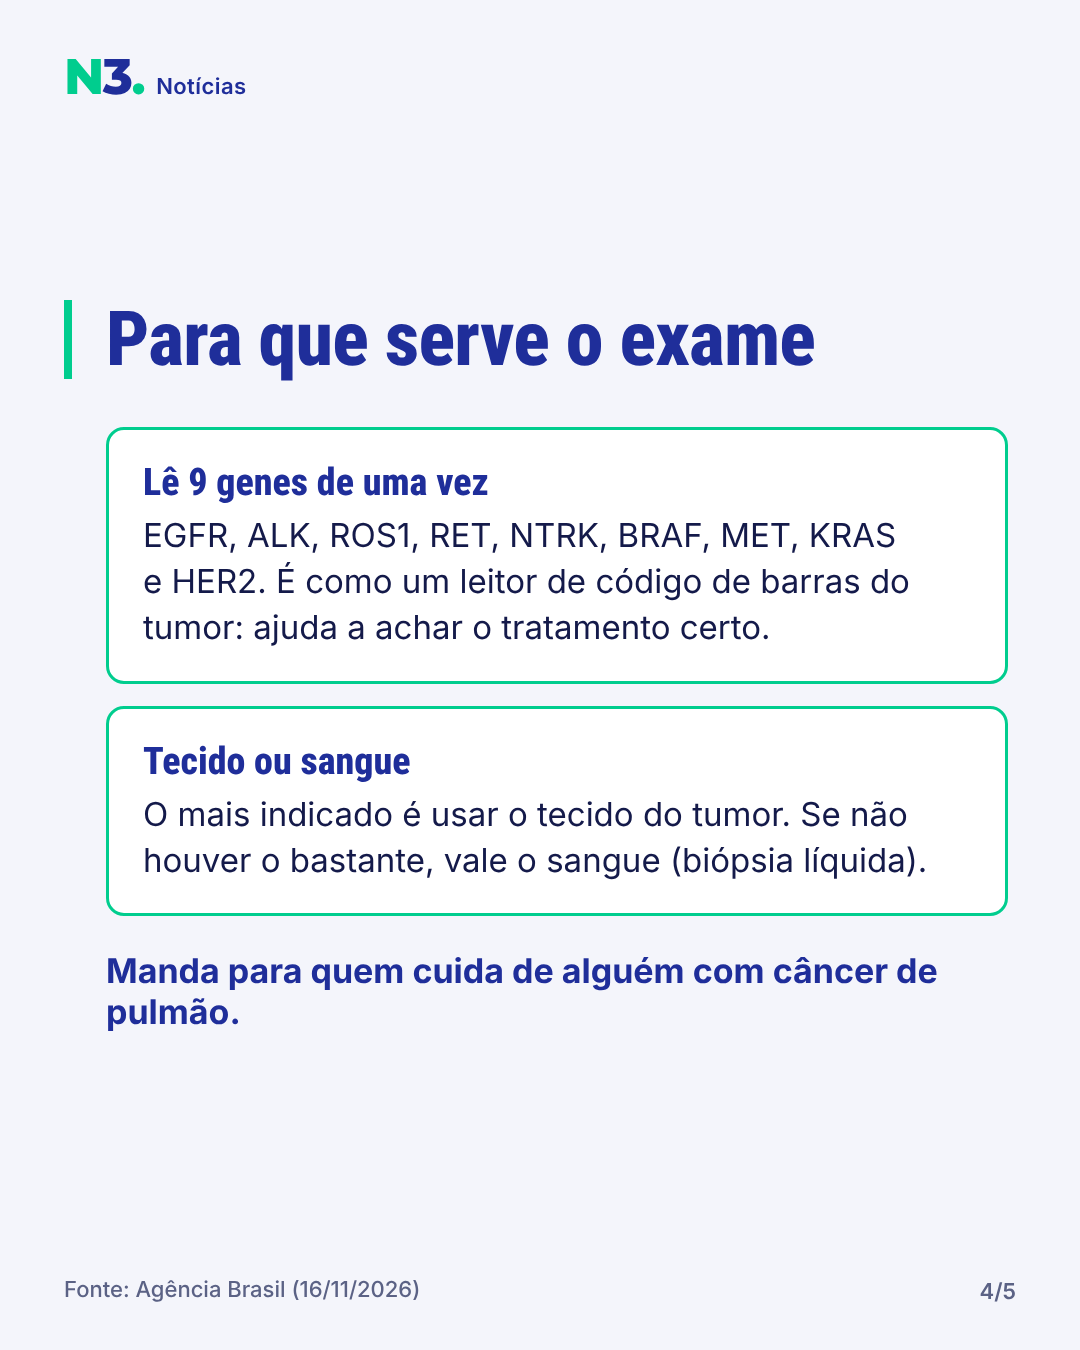 N3. Notícias
Para que serve o exame
Lê 9 genes de uma vez
EGFR, ALK, ROS1, RET, NTRK, BRAF, MET, KRAS
e HER2. É como um leitor de código de barras do
tumor: ajuda a achar o tratamento certo.
Tecido ou sangue
O mais indicado é usar o tecido do tumor. Se não
houver o bastante, vale o sangue (biópsia líquida).
Manda para quem cuida de alguém com câncer de
pulmão.
Fonte: Agência Brasil (16/11/2026)
4/5